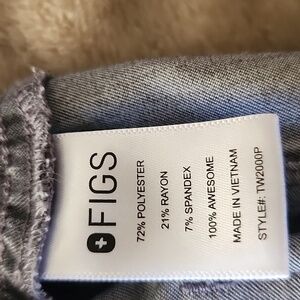 FIGS
72% POLYESTER
21% RAYON
7% SPANDEX
100% AWESOME
MADE IN VIETNAM
STYLE#: TW2000P